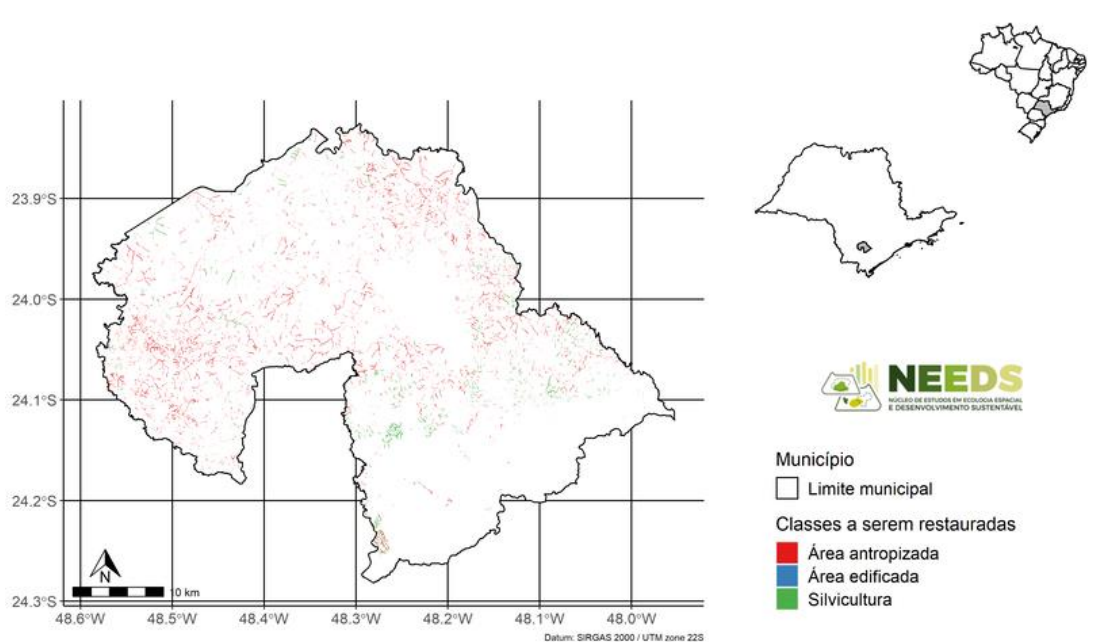 23.9°S
24.0°S
24.1°S
24.2°S
24.3°S
N
10 km
48.6°W
48.5°W
48.4°W
48.3°W
48.2°W
48.1°W
48.0°W
Datum: SIRGAS 2000 / UTM zone 22S
NEEDS
NÚCLEO DE ESTUDOS EM ECOLOGIA ESPACIAL
E DESENVOLVIMENTO SUSTENTÁVEL
Município
Limite municipal
Classes a serem restauradas
Área antropizada
Área edificada
Silvicultura